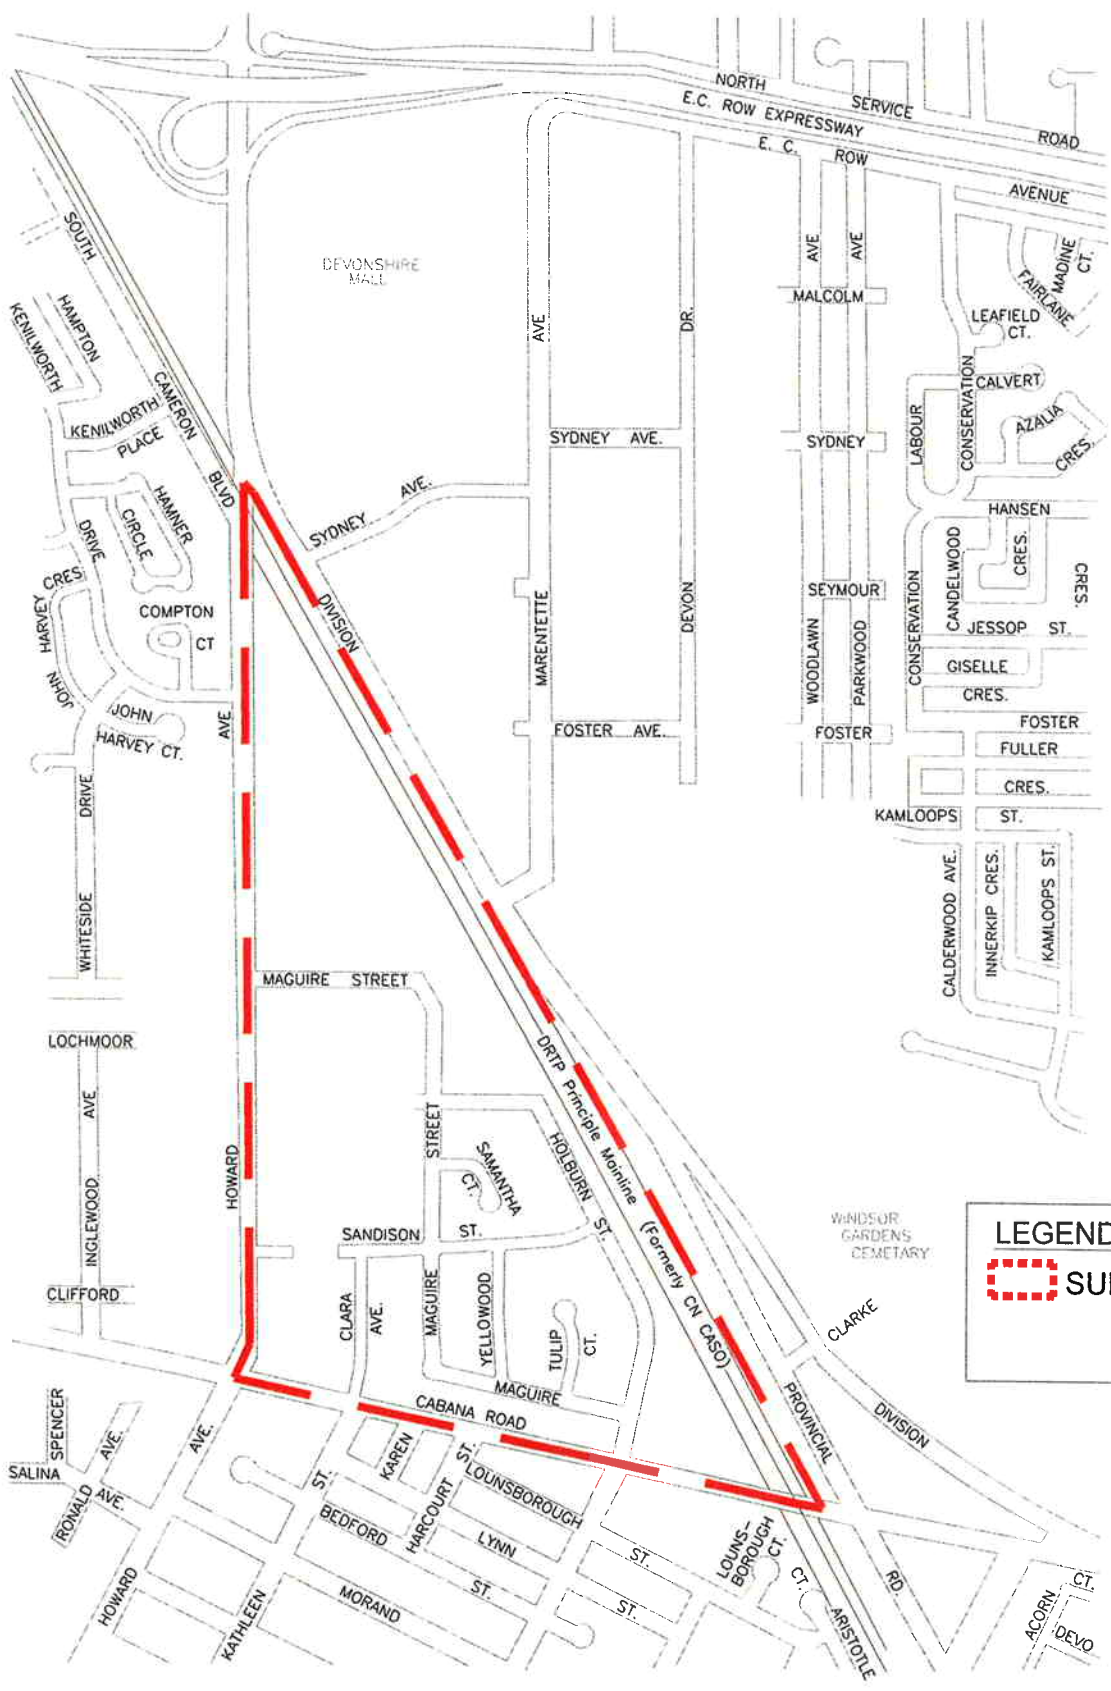 NORTH
SERVICE
ROAD
E.C. ROW EXPRESSWAY
E. C. ROW
AVENUE
SOUTH
CAMERON
BLVD
DEVONSHIRE
MALL
AVE
DR.
AVE
AVE
MALCOLM
MADINE
CT.
FAIRLANE
LEAFIELD
CT.
CALVERT
AZALIA
CRES.
LABOUR
CONSERVATION
HAMPTON
KENILWORTH
KENILWORTH
PLACE
SYDNEY AVE.
SYDNEY
SYDNEY AVE.
HANSEN
HAMNER
CIRCLE
DRIVE
CRES
HARVEY
JOHN
COMPTON
CT
JOHN
HARVEY CT.
AVE
DIVISION
MARENTETTE
DEVON
SEYMOUR
WOODLAWN
PARKWOOD
CONSERVATION
CANDELWOOD
CRES.
CRES.
JESSOP ST.
GISELLE
CRES.
FOSTER AVE.
FOSTER
FOSTER
FULLER
CRES.
KAMLOOPS ST.
DRIVE
WHITESIDE
CALDERWOOD AVE.
INNERKIP CRES.
KAMLOOPS ST.
MAGUIRE STREET
LOCHMOOR
DRTP Principle Mainline (Formerly CN CASO)
AVE
INGLEWOOD
HOWARD
STREET
SAMANTHA
CT.
HOLBURN
ST.
SANDISON ST.
WINDSOR
GARDENS
CEMETARY
LEGEND
SU
CLIFFORD
CLARA
AVE.
MAGUIRE
YELLOWOOD
TULIP
CT.
CLARKE
MAGUIRE
CABANA ROAD
PROVINCIAL
DIVISION
SPENCER
AVE.
AVE.
SALINA
AVE.
RONALD
KAREN
ST.
ST.
HARCOURT
LOUNSBOROUGH
BEDFORD
LYNN
ST.
ST.
ST.
LOUNS-
BOROUGH
CT.
CT.
RD.
HOWARD
KATHLEEN
MORAND
ARISTOTLE
ACORN
CT.
DEVO